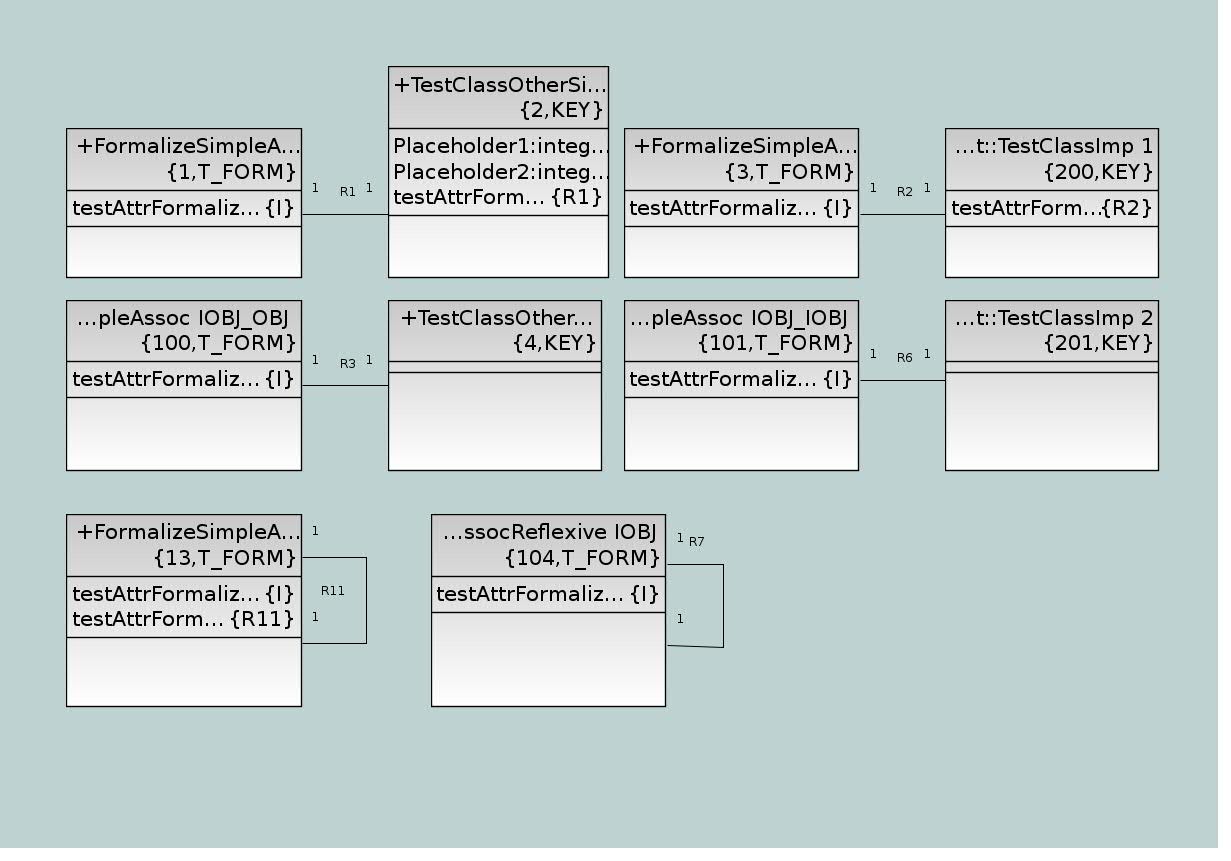 +TestClassOtherSi...
{2,KEY}
Placeholder1:integ...
Placeholder2:integ...
testAttrForm... {R1}
+FormalizeSimpleA...
{1,T_FORM}
testAttrFormaliz... {I}
1 R1 1
+FormalizeSimpleA...
{3,T_FORM}
testAttrFormaliz... {I}
1 R2 1
...t::TestClassImp 1
{200,KEY}
testAttrForm...{R2}
...pleAssoc IOBJ_OBJ
{100,T_FORM}
testAttrFormaliz... {I}
1 R3 1
+TestClassOther...
{4,KEY}
...pleAssoc IOBJ_IOBJ
{101,T_FORM}
testAttrFormaliz... {I}
1 R6 1
...t::TestClassImp 2
{201,KEY}
+FormalizeSimpleA...
{13,T_FORM}
testAttrFormaliz... {I}
testAttrForm... {R11}
1
R11
1
...ssocReflexive IOBJ
{104,T_FORM}
testAttrFormaliz... {I}
1 R7
1